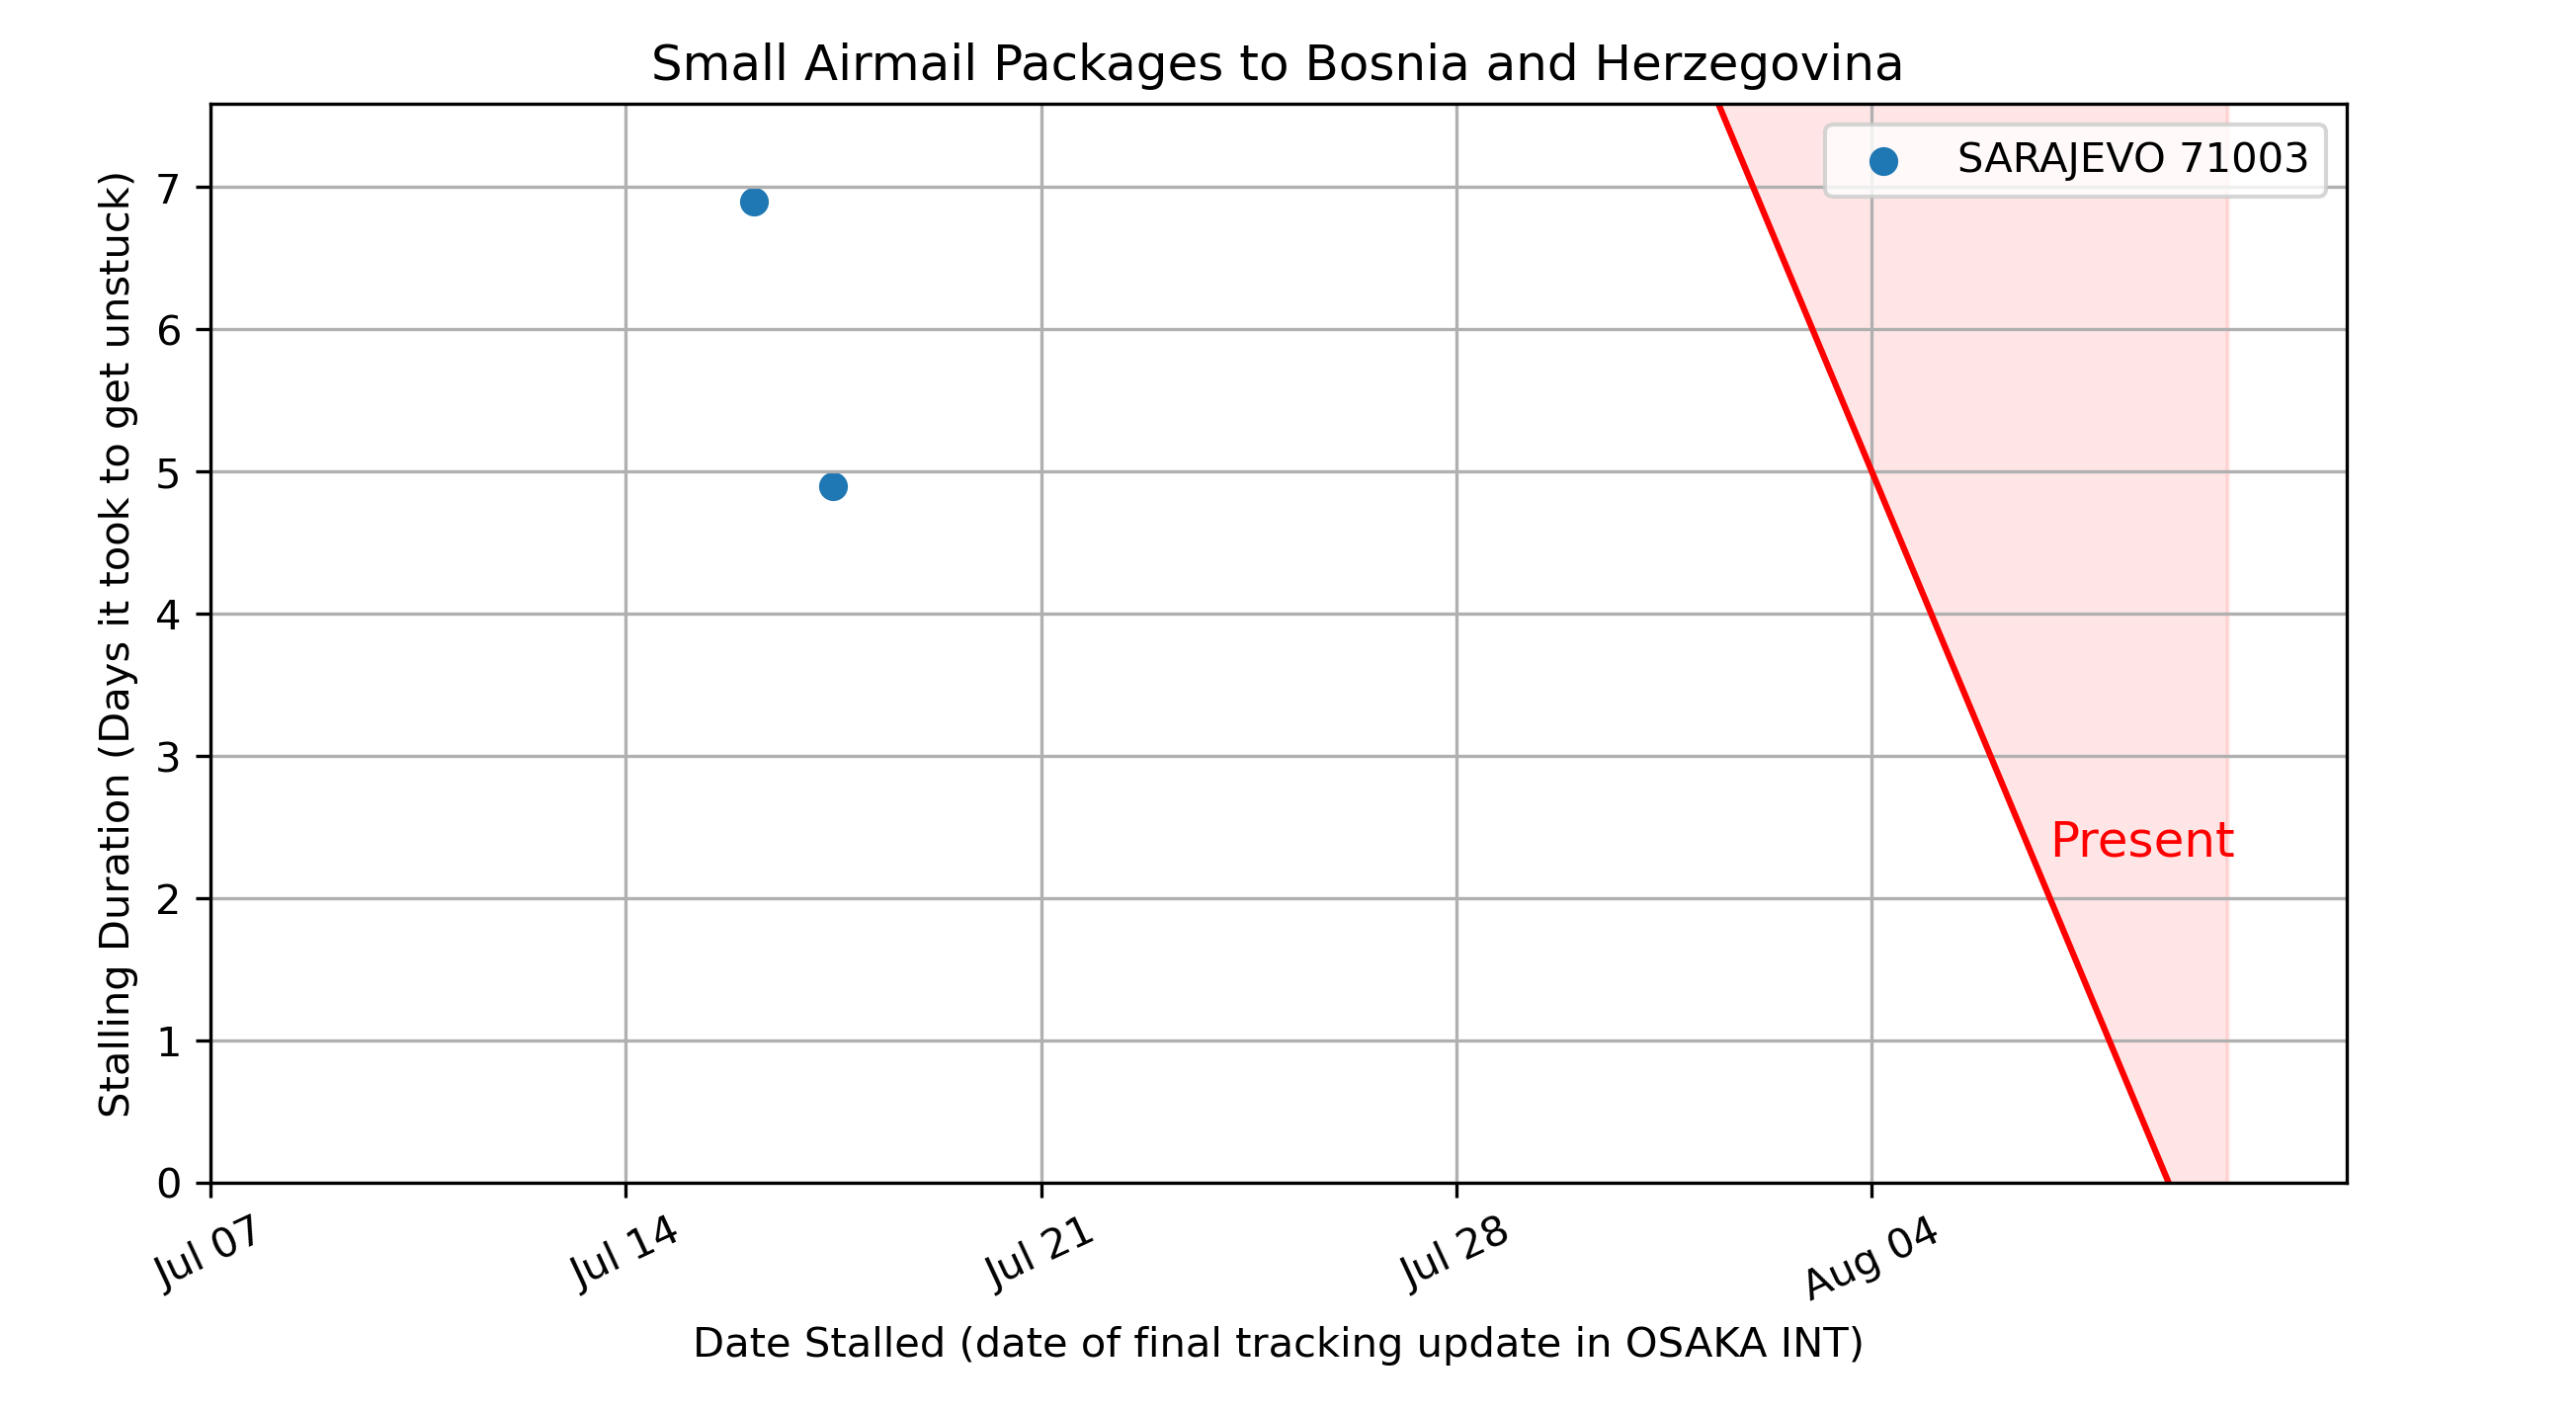 Small Airmail Packages to Bosnia and Herzegovina
SARAJEVO 71003
Stalling Duration (Days it took to get unstuck)
7
6
5
4
3
2
1
0
Present
Jul 07
Jul 14
Jul 21
Jul 28
Aug 04
Date Stalled (date of final tracking update in OSAKA INT)